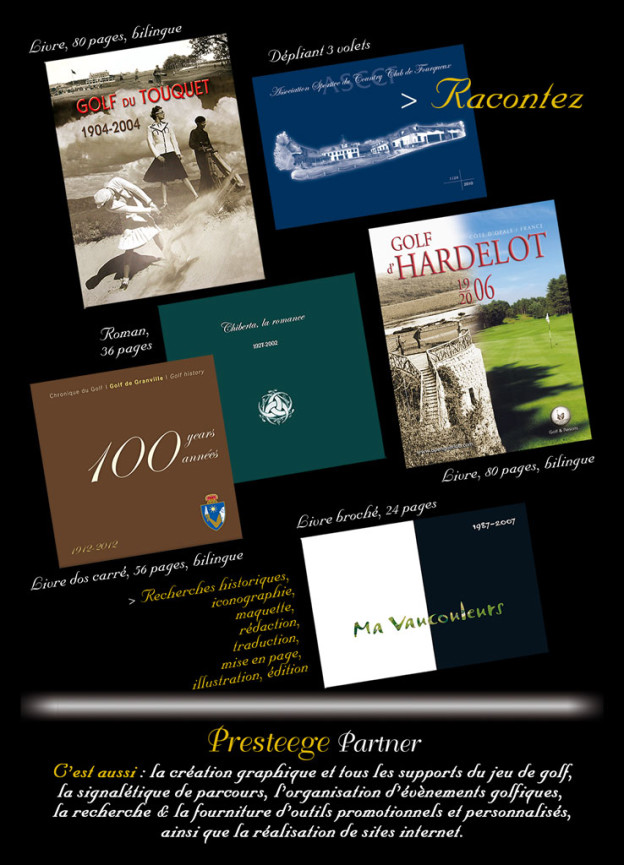 Livre, 80 pages, bilingue
GOLF DU TOUQUET
1904-2004
Dépliant 3 volets
ASCCF
Association Sportive du Country Club de Fourqueux
> Racontez
GOLF
d'HARDELOT
19
2006
Golf & Nature
Livre, 80 pages, bilingue
Roman,
36 pages
Chiberta, la romance
1927-2002
Chronique du Golf | Golf de Granville | Golf history
100 years
années
1912-2012
Livre dos carré, 56 pages, bilingue
Livre broché, 24 pages
1987-2007
Ma Vaucouleurs
> Recherches historiques,
iconographie,
maquette,
rédaction,
traduction,
mise en page,
illustration, édition
Presteege Partner
C'est aussi : la création graphique et tous les supports du jeu de golf,
la signalétique de parcours, l'organisation d'évènements golfiques,
la recherche & la fourniture d'outils promotionnels et personnalisés,
ainsi que la réalisation de sites internet.